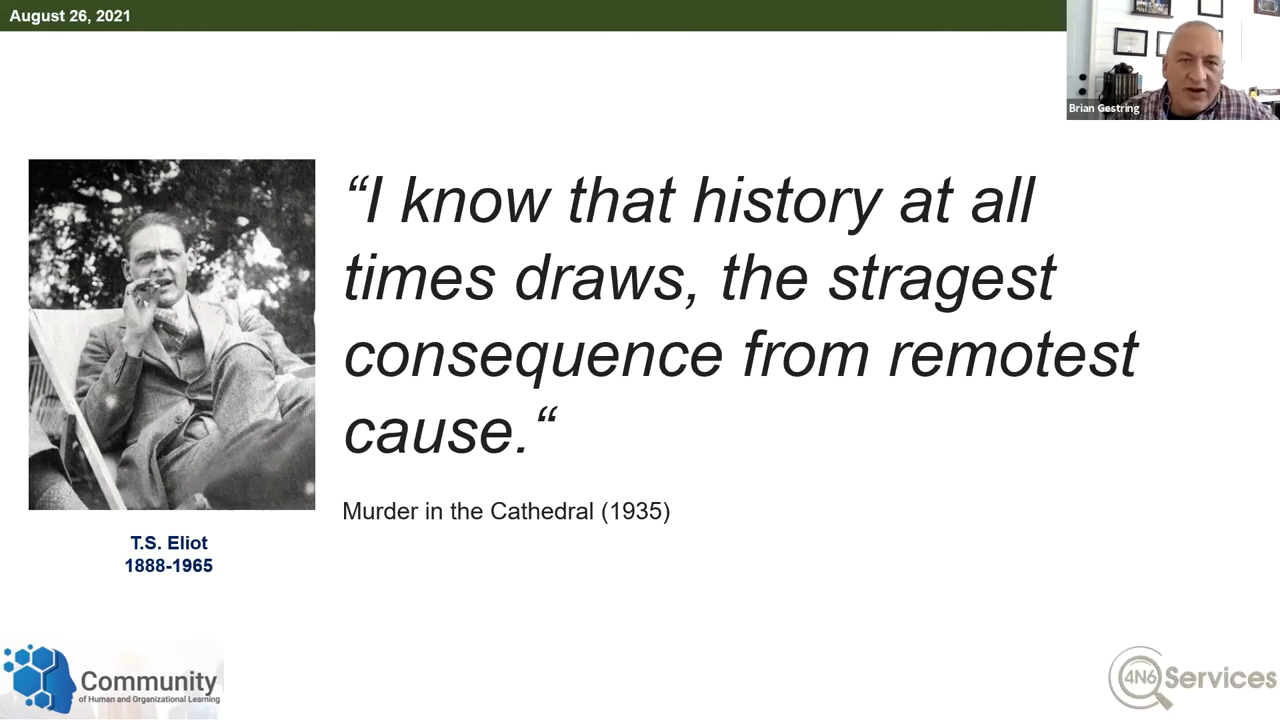 August 26, 2021
Brian Gestring
“I know that history at all
times draws, the stragest
consequence from remotest
cause.“
Murder in the Cathedral (1935)
T.S. Eliot
1888-1965
Community
of Human and Organizational Learning
4N6 Services